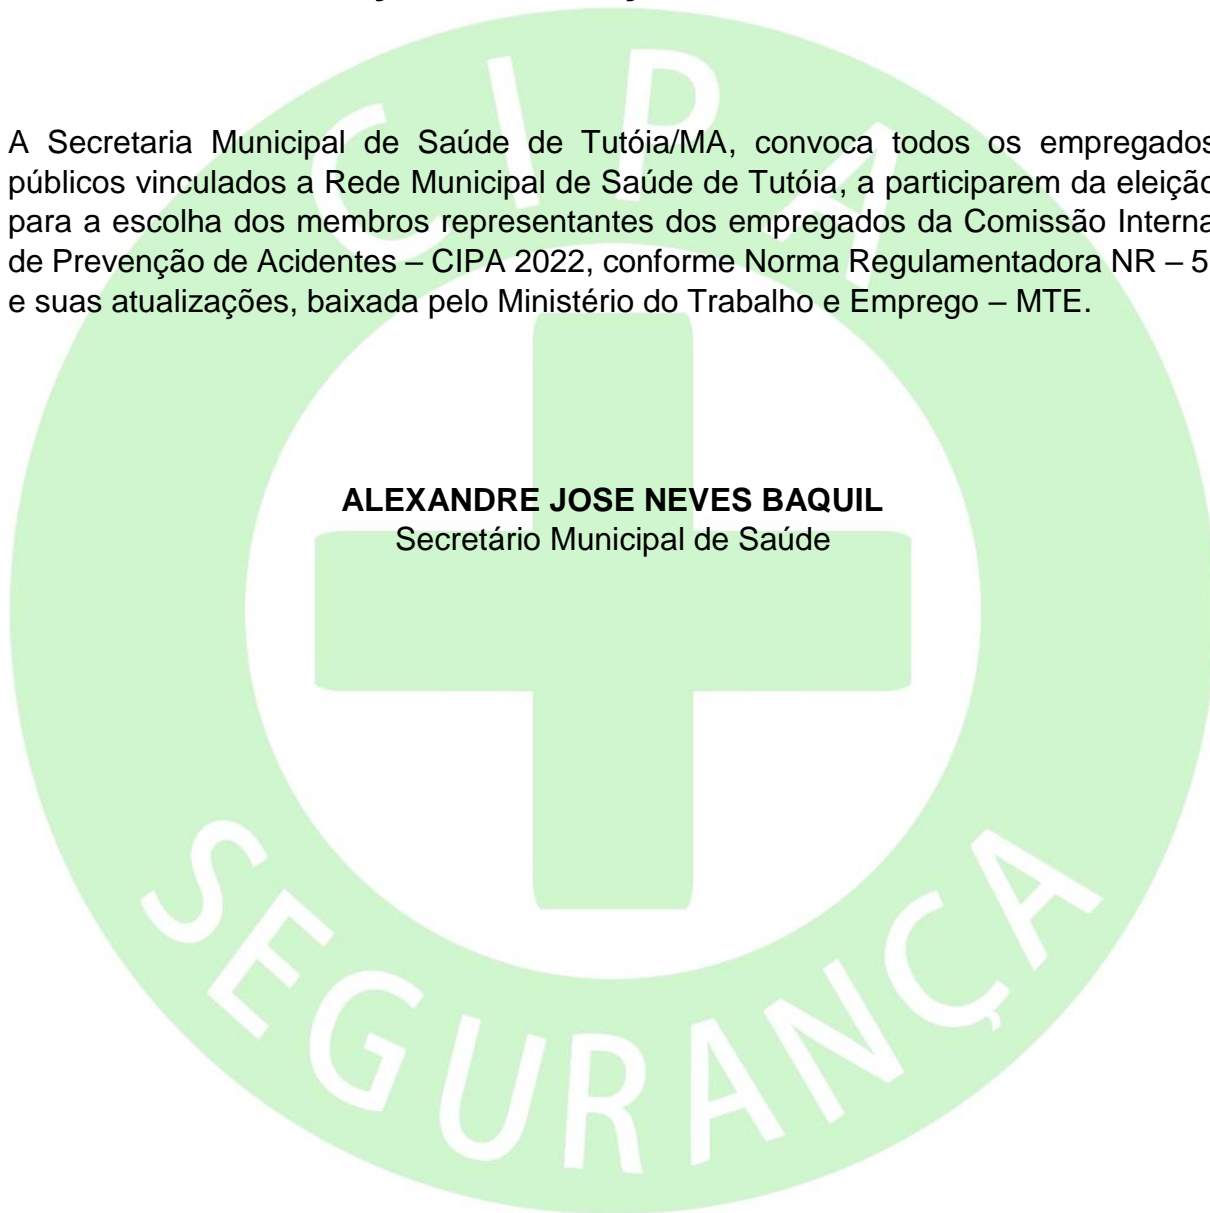 CIPA
A Secretaria Municipal de Saúde de Tutóia/MA, convoca todos os empregados
públicos vinculados a Rede Municipal de Saúde de Tutóia, a participarem da eleição
para a escolha dos membros representantes dos empregados da Comissão Interna
de Prevenção de Acidentes – CIPA 2022, conforme Norma Regulamentadora NR – 5
e suas atualizações, baixada pelo Ministério do Trabalho e Emprego – MTE.
ALEXANDRE JOSE NEVES BAQUIL
Secretário Municipal de Saúde
SEGURANÇA